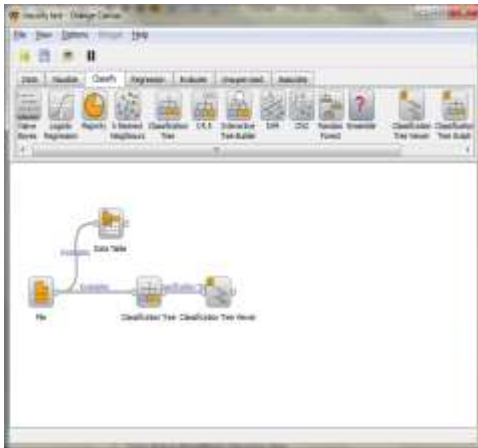 Orange Canvas
File View Options Widget Help
Data Visualize Classify Regression Evaluate Unsupervised Associate
Naive Logistic Majority k Nearest Classification C4.5 Interactive SVM CN2 Random Classification Classification
Bayes Regression Neighbours Tree Tree Builder Forest Tree Viewer Tree Graph
Data Table
Examples
Examples
File
Classification Tree
Classification Tree Viewer